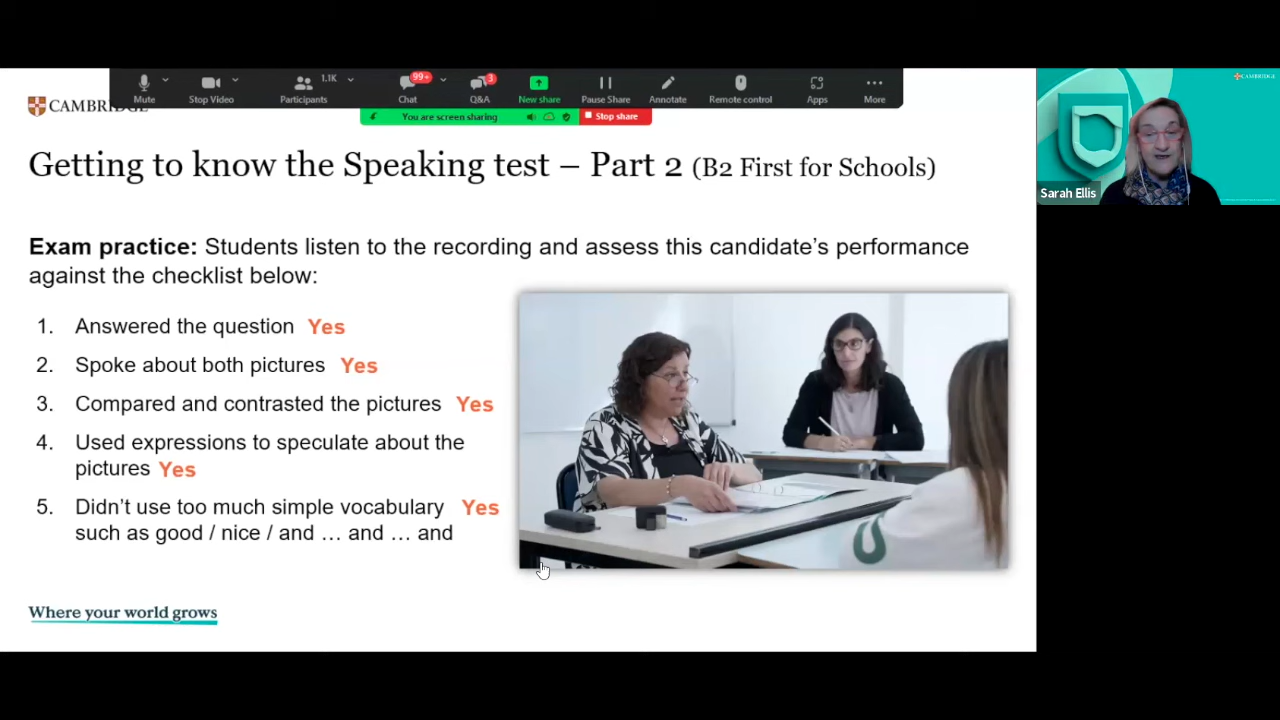 Mute
Stop Video
Participants
1.1K
Chat
99+
Q&A
3
New share
Pause Share
Annotate
Remote control
Apps
More
You are screen sharing
Stop share
CAMBRIDGE
CAMBRIDGE
Sarah Ellis
Getting to know the Speaking test – Part 2 (B2 First for Schools)
Exam practice: Students listen to the recording and assess this candidate's performance
against the checklist below:
1. Answered the question Yes
2. Spoke about both pictures Yes
3. Compared and contrasted the pictures Yes
4. Used expressions to speculate about the
pictures Yes
5. Didn't use too much simple vocabulary Yes
such as good / nice / and … and … and
Where your world grows